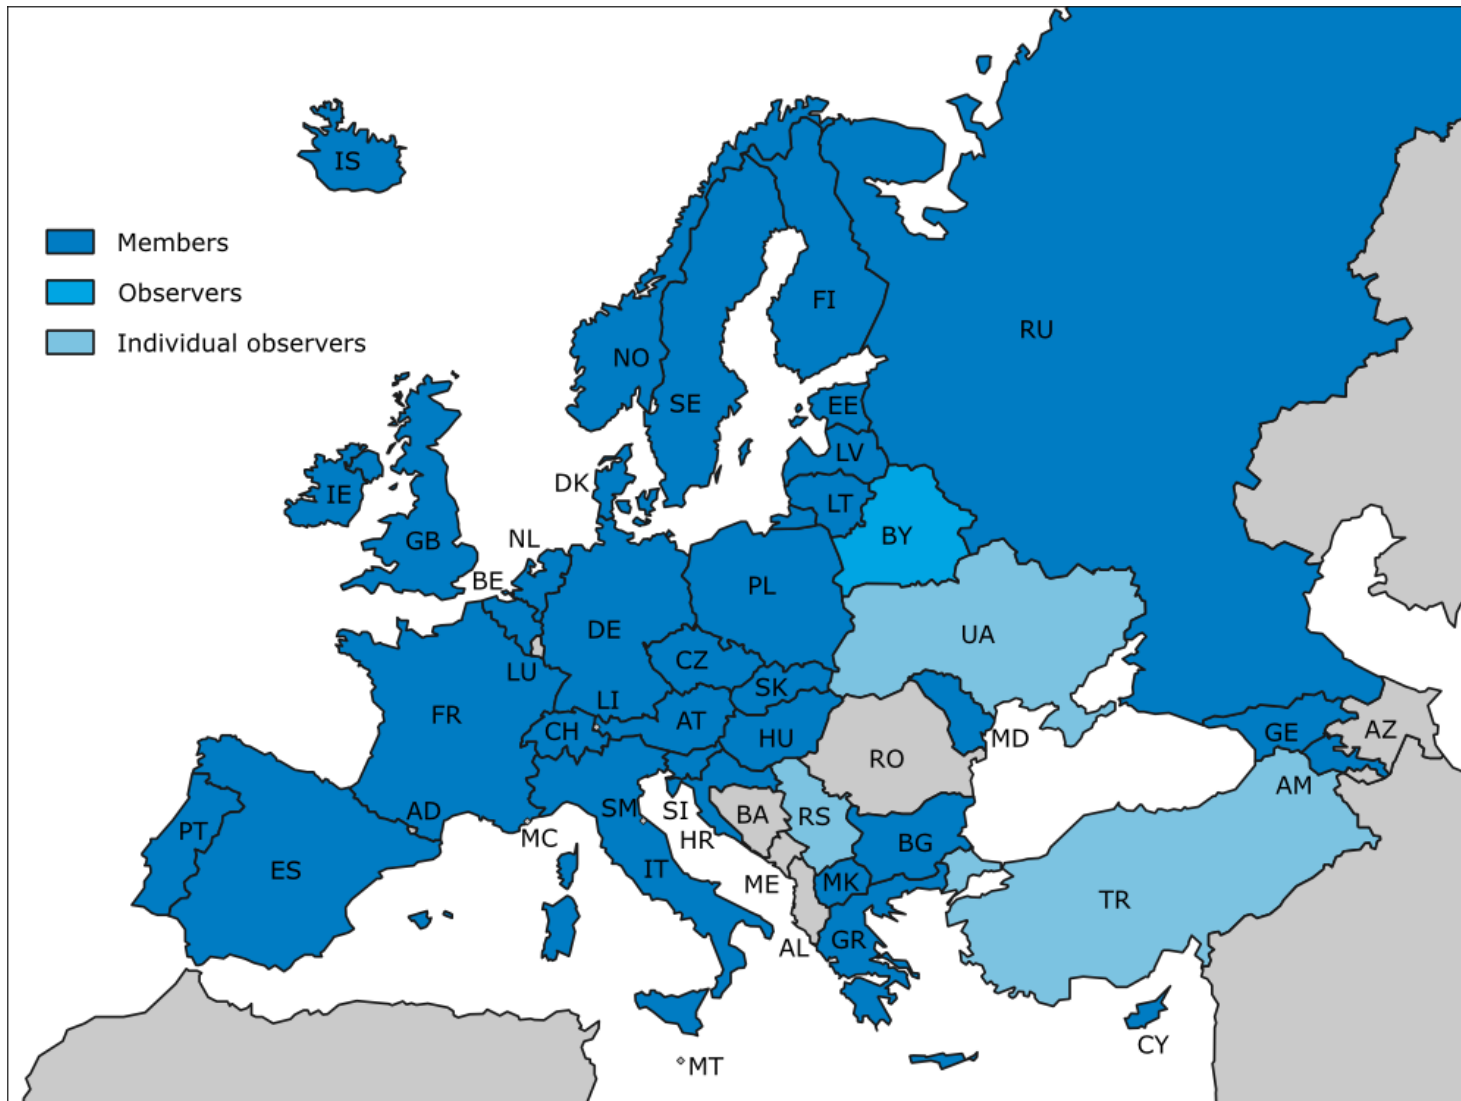 IS
Members
Observers
Individual observers
FI
RU
NO
SE
EE
LV
DK
IE
LT
GB
NL
BY
BE
PL
DE
UA
CZ
LU
SK
LI
FR
AT
CH
HU
MD
GE
AZ
RO
AM
SM
AD
SI
BA
RS
PT
MC
HR
BG
ES
IT
ME
MK
TR
AL
GR
CY
MT